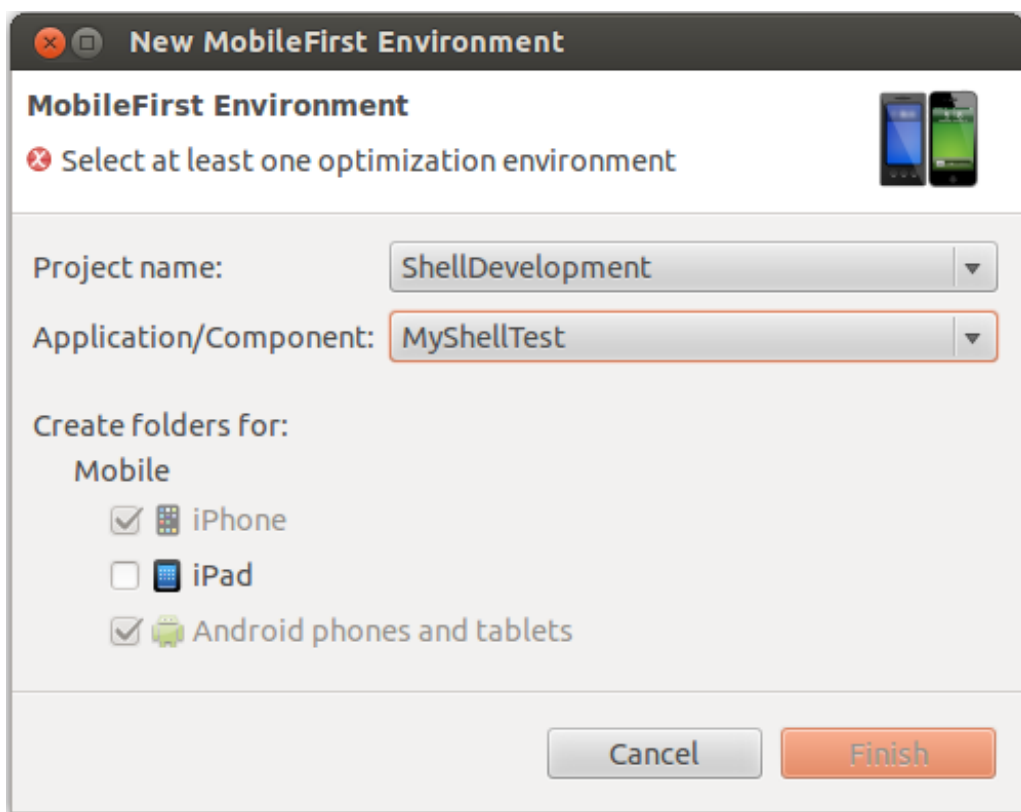 New MobileFirst Environment
MobileFirst Environment
Select at least one optimization environment
Project name: ShellDevelopment
Application/Component: MyShellTest
Create folders for:
Mobile
iPhone
iPad
Android phones and tablets
Cancel Finish